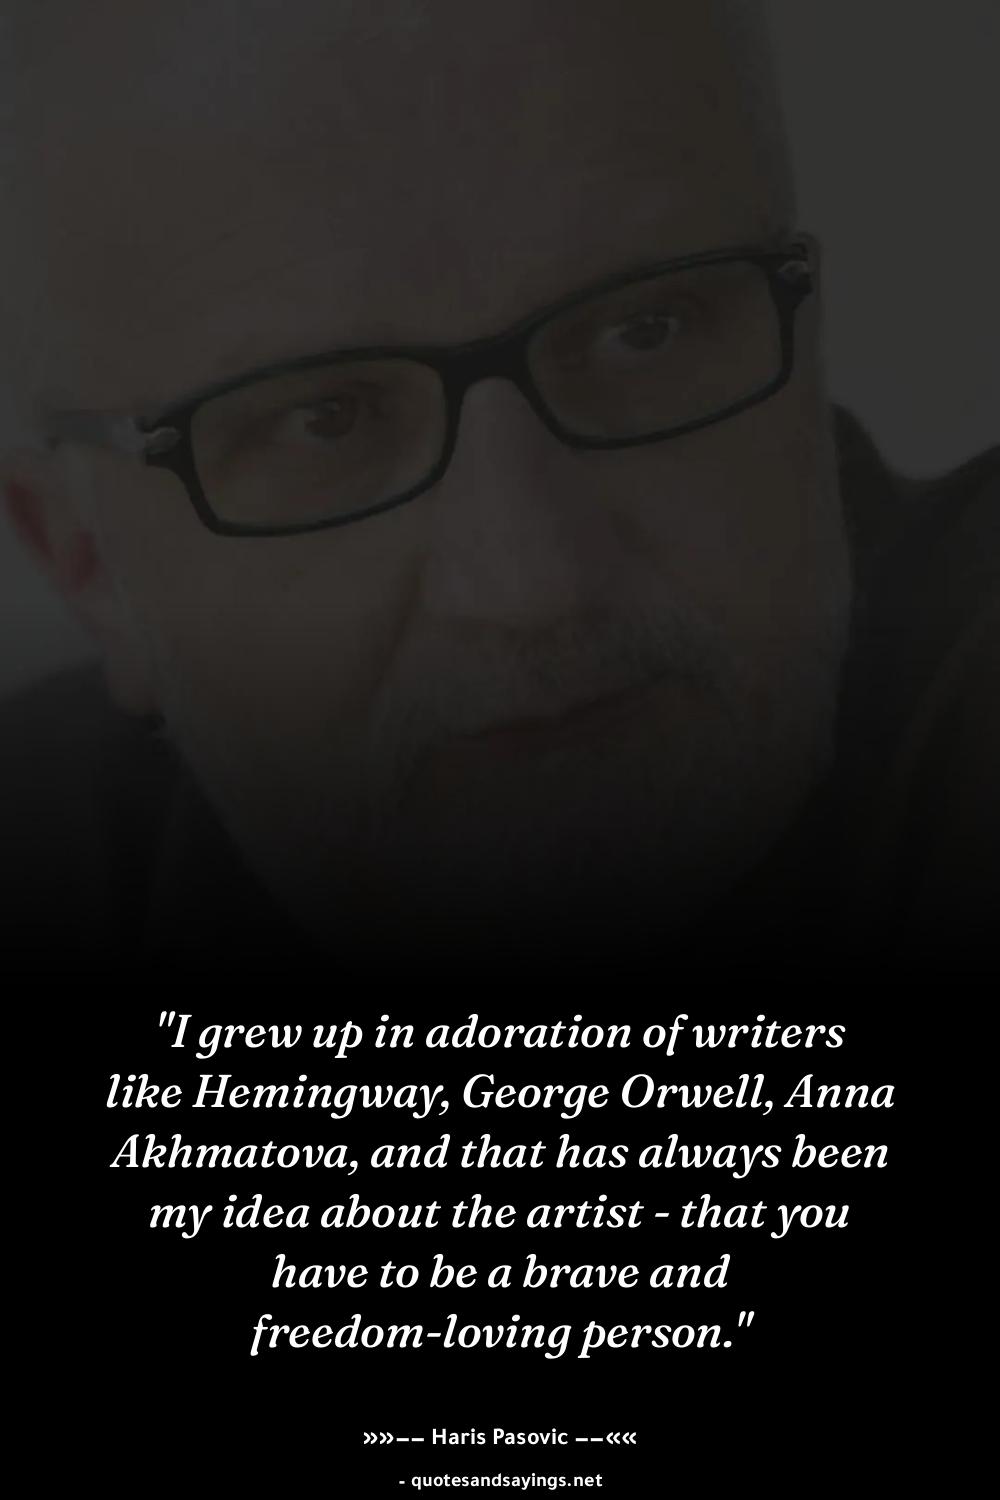 "I grew up in adoration of writers
like Hemingway, George Orwell, Anna
Akhmatova, and that has always been
my idea about the artist - that you
have to be a brave and
freedom-loving person."
»»−− Haris Pasovic −−««
- quotesandsayings.net